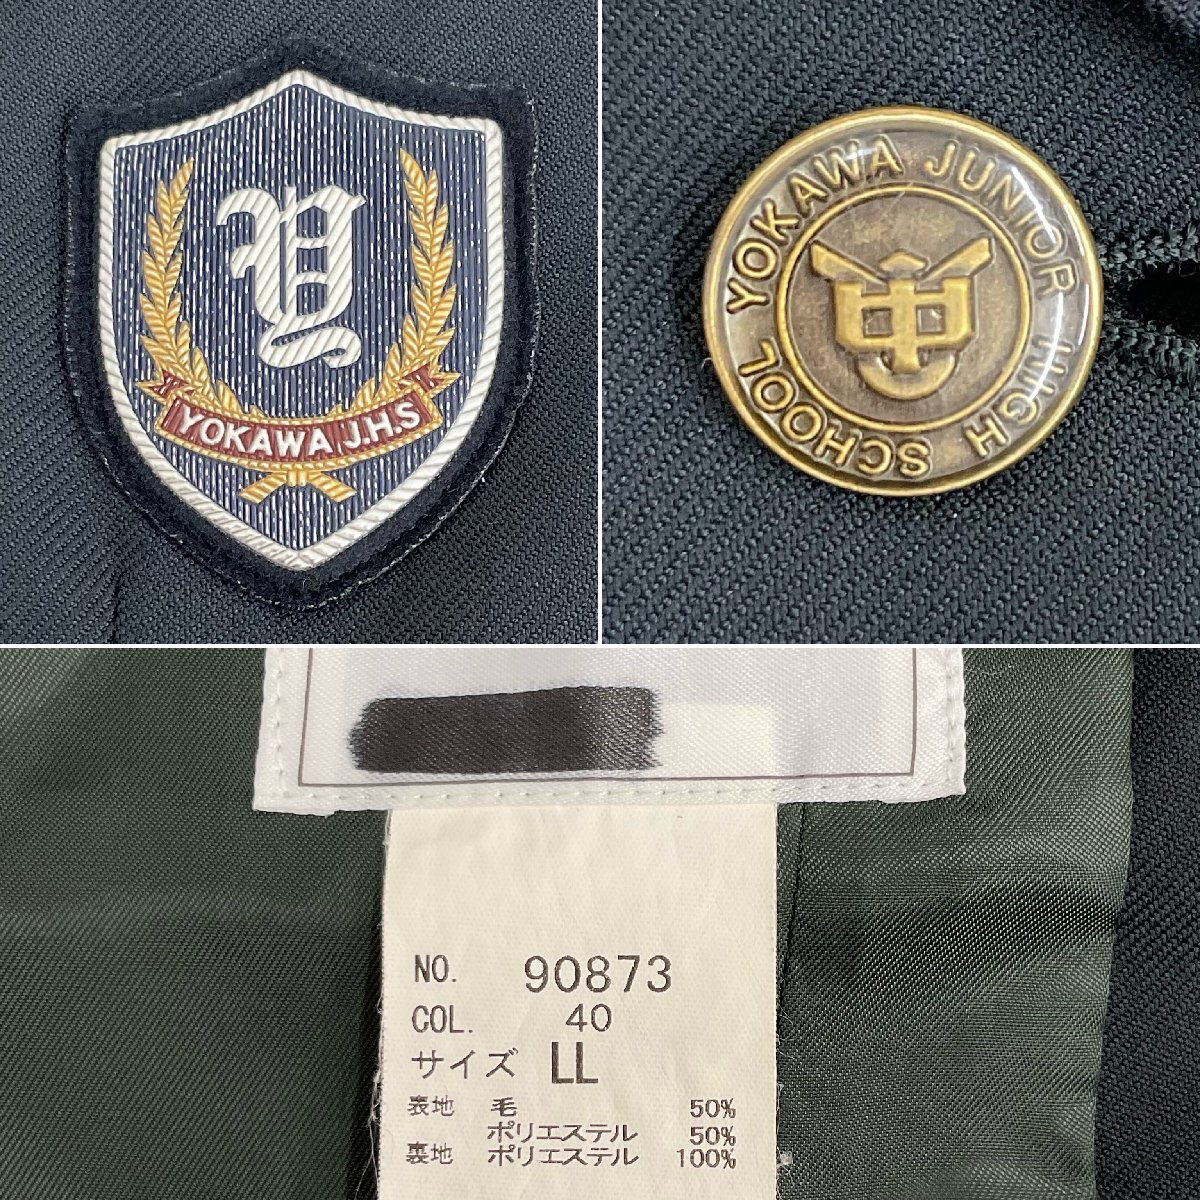 Y
YOKAWA J.H.S
YOKAWA JUNIOR HIGH SCHOOL
中
NO. 90873
COL. 40
サイズ LL
表地 毛 50%
ポリエステル 50%
裏地 ポリエステル 100%